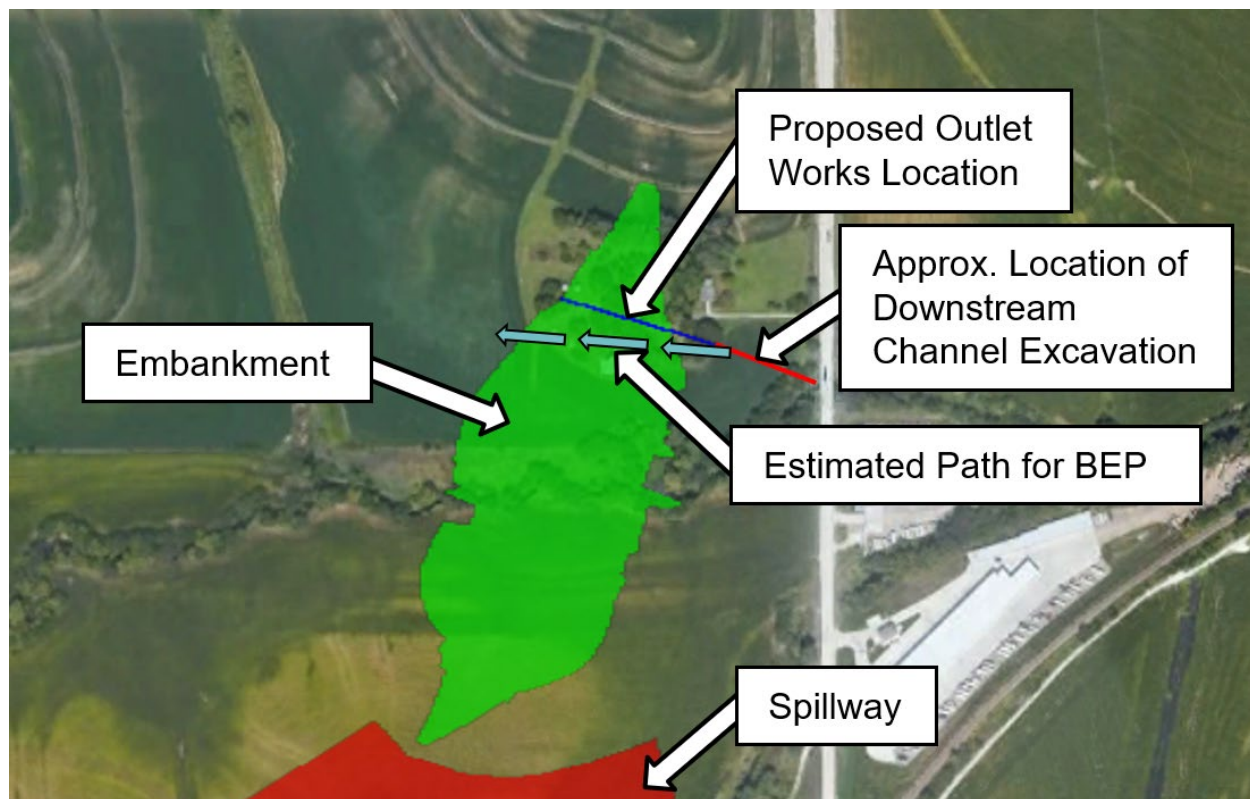 Proposed Outlet
Works Location
Approx. Location of
Downstream
Channel Excavation
Embankment
Estimated Path for BEP
Spillway